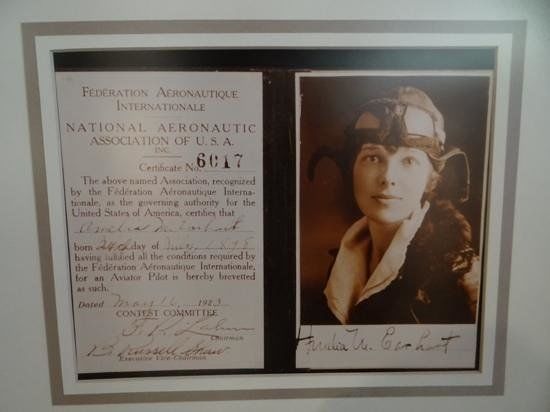 FÉDÉRATION AÉRONAUTIQUE
INTERNATIONALE
NATIONAL AERONAUTIC
ASSOCIATION OF U. S. A.
INC.
Certificate No. 6017
The above named Association, recognized
by the Fédération Aéronautique Interna-
tionale, as the governing authority for the
United States of America, certifies that
Amelia M. Earhart
born 24 day of July 1898
having fulfilled all the conditions required by
the Fédération Aéronautique Internationale,
for an Aviator Pilot is hereby brevetted
as such.
Dated May 16, 1923
CONTEST COMMITTEE
Chairman
B. Russell Shaw
Executive Vice-Chairman
Amelia M. Earhart